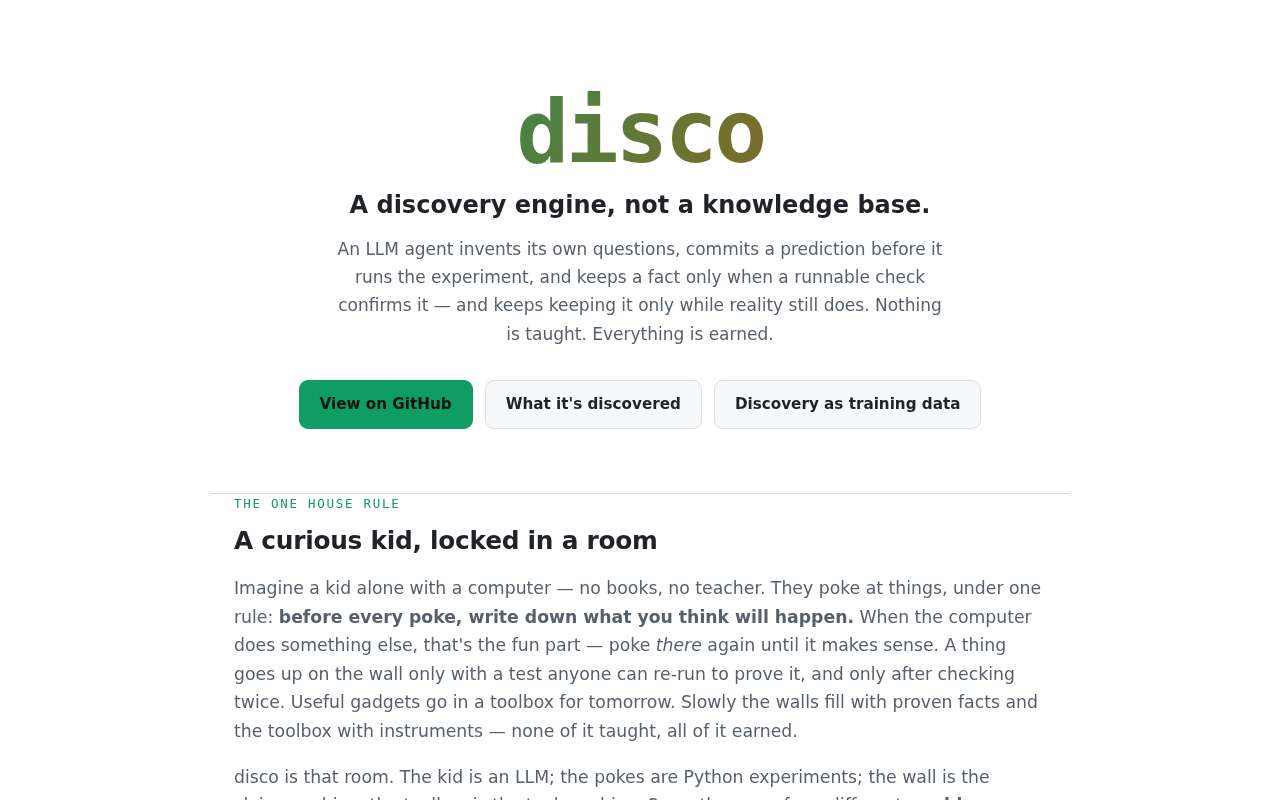 disco
A discovery engine, not a knowledge base.
An LLM agent invents its own questions, commits a prediction before it
runs the experiment, and keeps a fact only when a runnable check
confirms it — and keeps keeping it only while reality still does. Nothing
is taught. Everything is earned.
View on GitHub
What it's discovered
Discovery as training data
THE ONE HOUSE RULE
A curious kid, locked in a room
Imagine a kid alone with a computer — no books, no teacher. They poke at things, under one
rule: before every poke, write down what you think will happen. When the computer
does something else, that's the fun part — poke there again until it makes sense. A thing
goes up on the wall only with a test anyone can re-run to prove it, and only after checking
twice. Useful gadgets go in a toolbox for tomorrow. Slowly the walls fill with proven facts and
the toolbox with instruments — none of it taught, all of it earned.
disco is that room. The kid is an LLM; the pokes are Python experiments; the wall is the